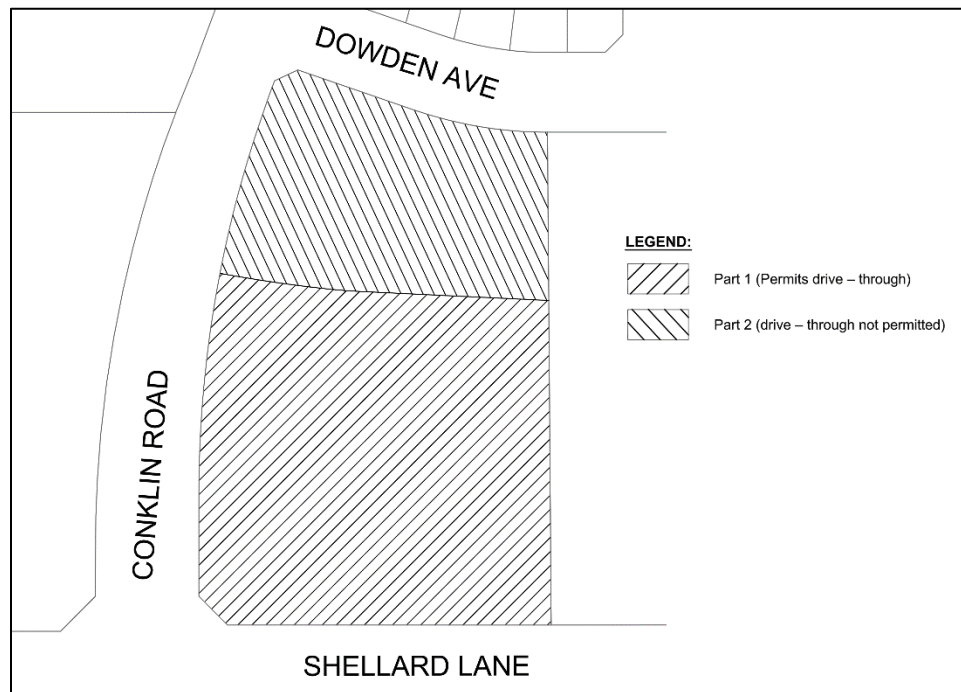 DOWDEN AVE
LEGEND:
Part 1 (Permits drive – through)
Part 2 (drive – through not permitted)
CONKLIN ROAD
SHELLARD LANE